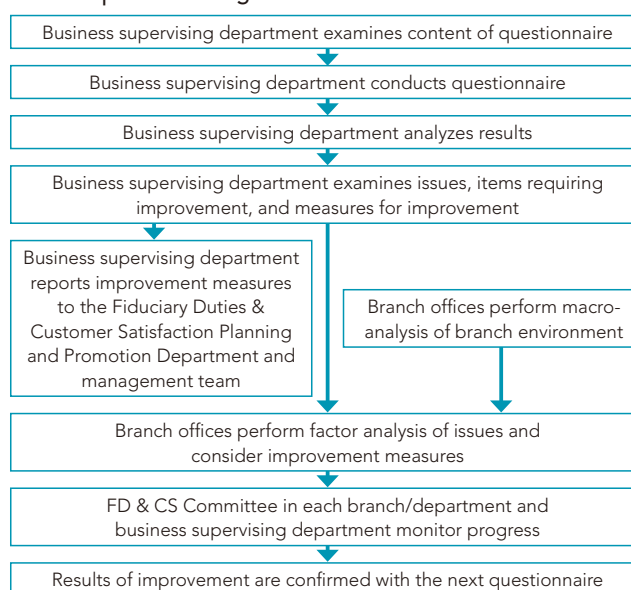 Business supervising department examines content of questionnaire
Business supervising department conducts questionnaire
Business supervising department analyzes results
Business supervising department examines issues, items requiring
improvement, and measures for improvement
Business supervising department
reports improvement measures
to the Fiduciary Duties &
Customer Satisfaction Planning
and Promotion Department and
management team
Branch offices perform macro-
analysis of branch environment
Branch offices perform factor analysis of issues and
consider improvement measures
FD & CS Committee in each branch/department and
business supervising department monitor progress
Results of improvement are confirmed with the next questionnaire